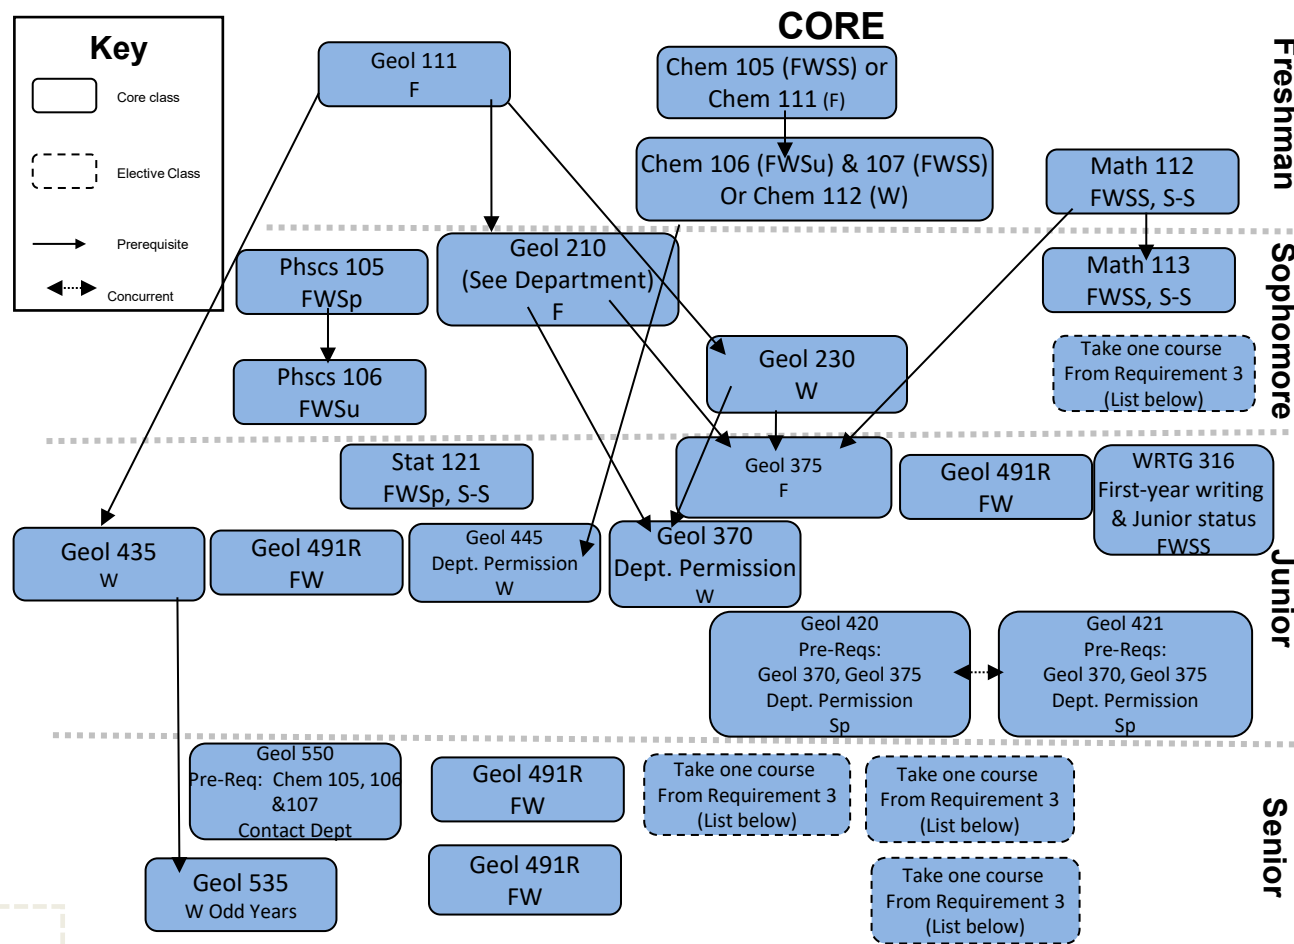 CORE
Key
Core class
Elective Class
Prerequisite
Concurrent
Freshman
Geol 111
F
Chem 105 (FWSS) or
Chem 111 (F)
Chem 106 (FWSu) & 107 (FWSS)
Or Chem 112 (W)
Math 112
FWSS, S-S
Sophomore
Phscs 105
FWSp
Geol 210
(See Department)
F
Math 113
FWSS, S-S
Phscs 106
FWSu
Geol 230
W
Take one course
From Requirement 3
(List below)
Junior
Stat 121
FWSp, S-S
Geol 375
F
Geol 491R
FW
WRTG 316
First-year writing
& Junior status
FWSS
Geol 435
W
Geol 491R
FW
Geol 445
Dept. Permission
W
Geol 370
Dept. Permission
W
Geol 420
Pre-Reqs:
Geol 370, Geol 375
Dept. Permission
Sp
Geol 421
Pre-Reqs:
Geol 370, Geol 375
Dept. Permission
Sp
Senior
Geol 550
Pre-Req: Chem 105, 106
&107
Contact Dept
Geol 491R
FW
Take one course
From Requirement 3
(List below)
Take one course
From Requirement 3
(List below)
Geol 535
W Odd Years
Geol 491R
FW
Take one course
From Requirement 3
(List below)